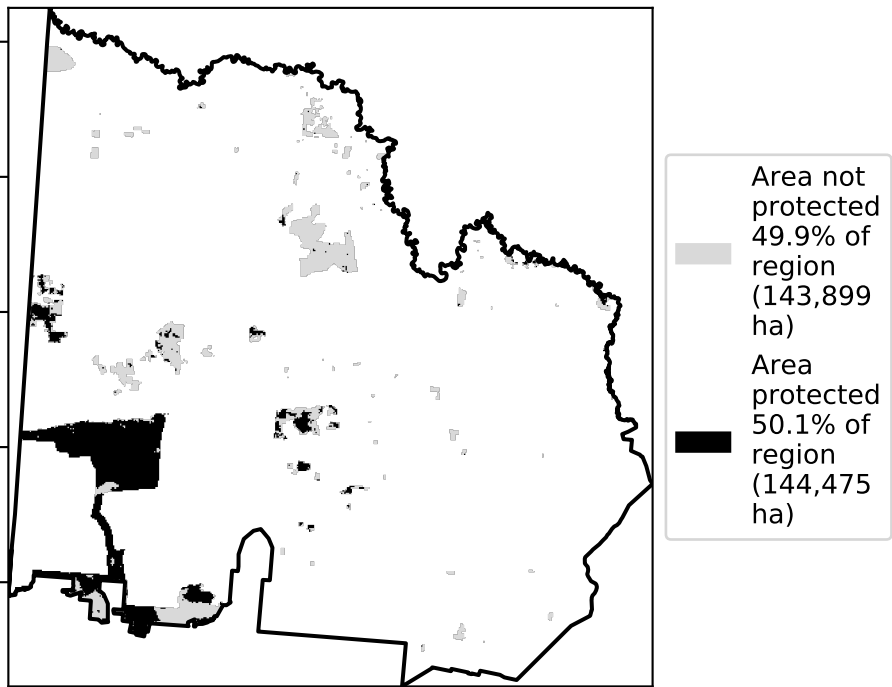 Area not
protected
49.9% of
region
(143,899
ha)
Area
protected
50.1% of
region
(144,475
ha)